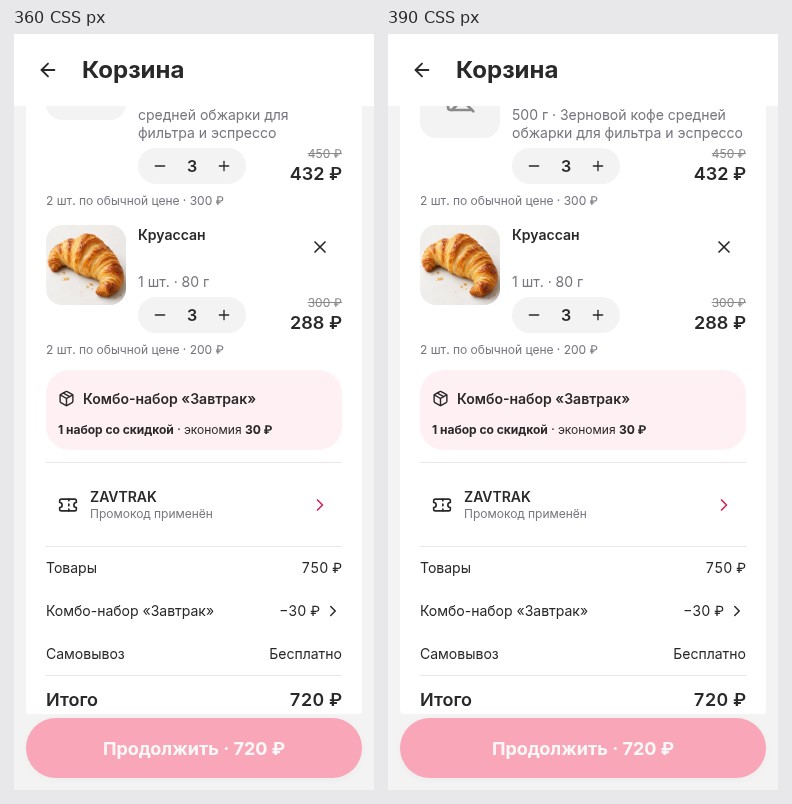 360 CSS px
Корзина
средней обжарки для
фильтра и эспрессо
3
450 ₽
432 ₽
2 шт. по обычной цене · 300 ₽
Круассан
1 шт. · 80 г
3
300 ₽
288 ₽
2 шт. по обычной цене · 200 ₽
Комбо-набор «Завтрак»
1 набор со скидкой · экономия 30 ₽
ZAVTRAK
Промокод применён
Товары 750 ₽
Комбо-набор «Завтрак» −30 ₽
Самовывоз Бесплатно
Итого 720 ₽
Продолжить · 720 ₽
390 CSS px
Корзина
500 г · Зерновой кофе средней
обжарки для фильтра и эспрессо
3
450 ₽
432 ₽
2 шт. по обычной цене · 300 ₽
Круассан
1 шт. · 80 г
3
300 ₽
288 ₽
2 шт. по обычной цене · 200 ₽
Комбо-набор «Завтрак»
1 набор со скидкой · экономия 30 ₽
ZAVTRAK
Промокод применён
Товары 750 ₽
Комбо-набор «Завтрак» −30 ₽
Самовывоз Бесплатно
Итого 720 ₽
Продолжить · 720 ₽